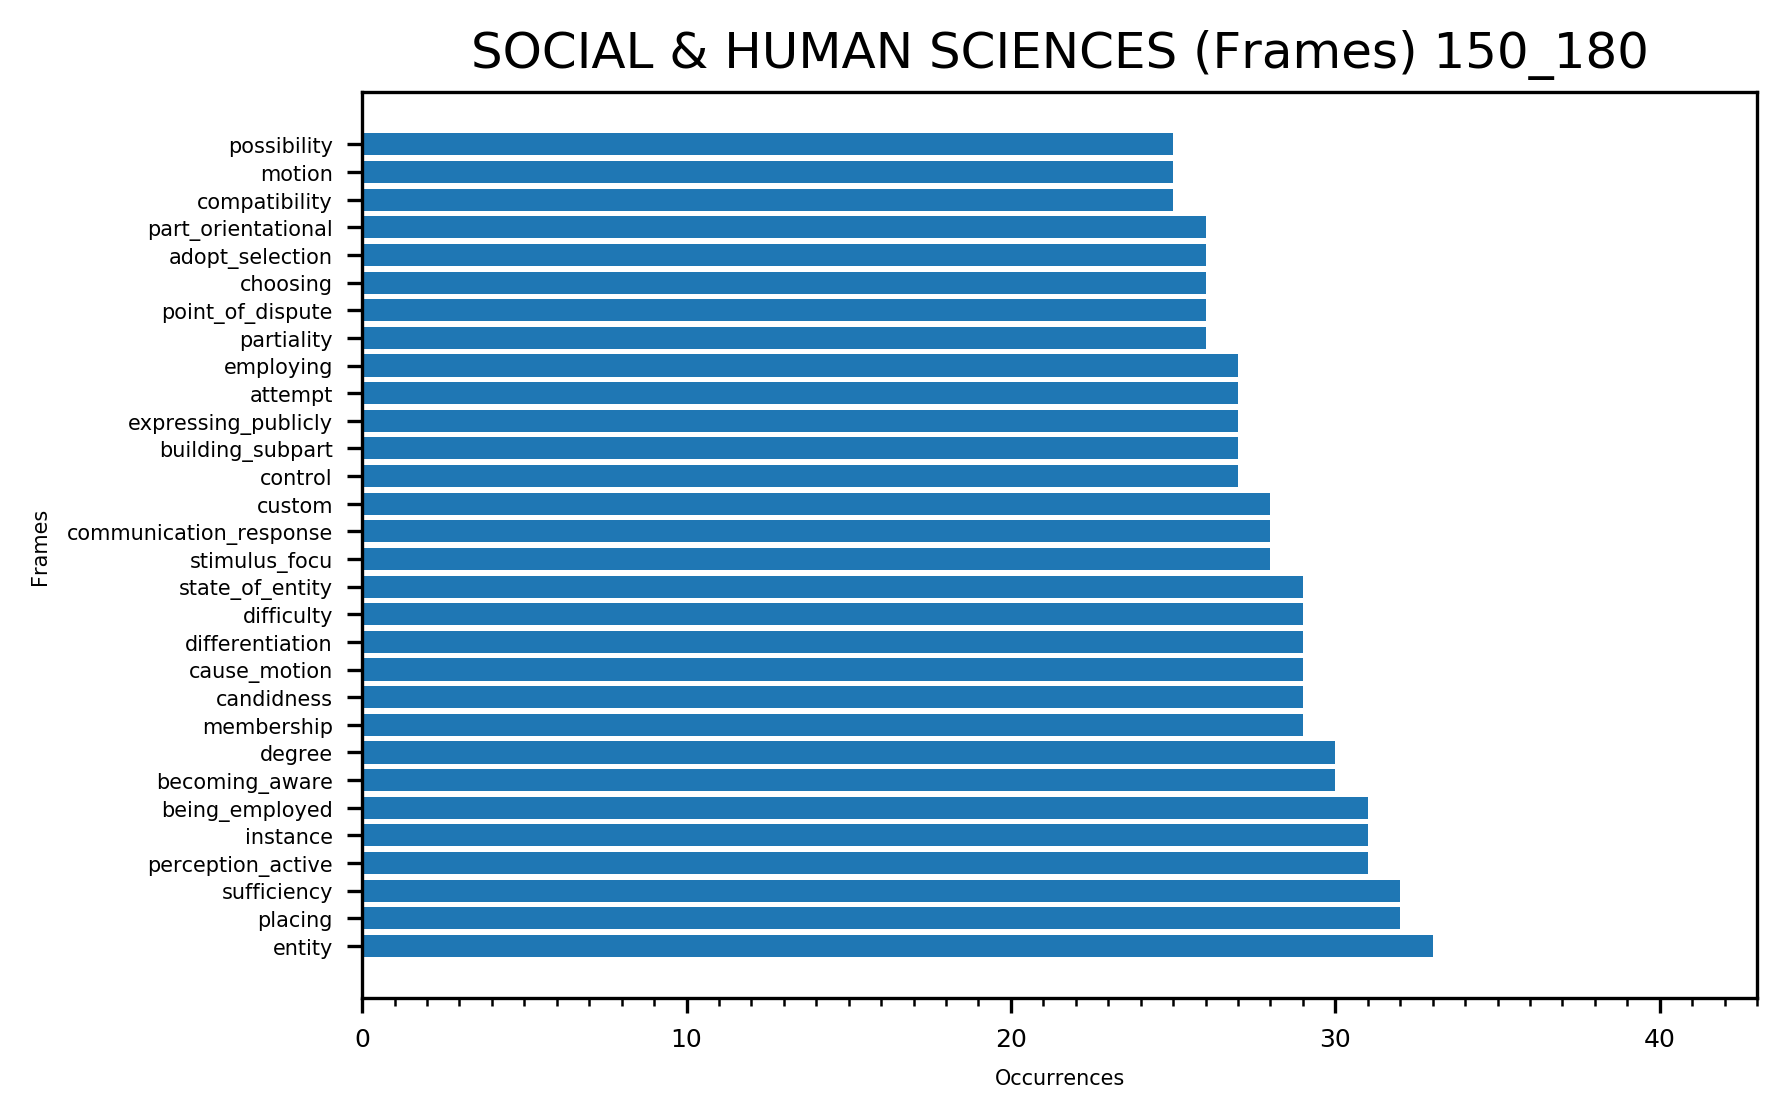 SOCIAL & HUMAN SCIENCES (Frames) 150_180
possibility
motion
compatibility
part_orientational
adopt_selection
choosing
point_of_dispute
partiality
employing
attempt
expressing_publicly
building_subpart
control
custom
communication_response
stimulus_focu
state_of_entity
difficulty
differentiation
cause_motion
candidness
membership
degree
becoming_aware
being_employed
instance
perception_active
sufficiency
placing
entity
Frames
0 10 20 30 40
Occurrences